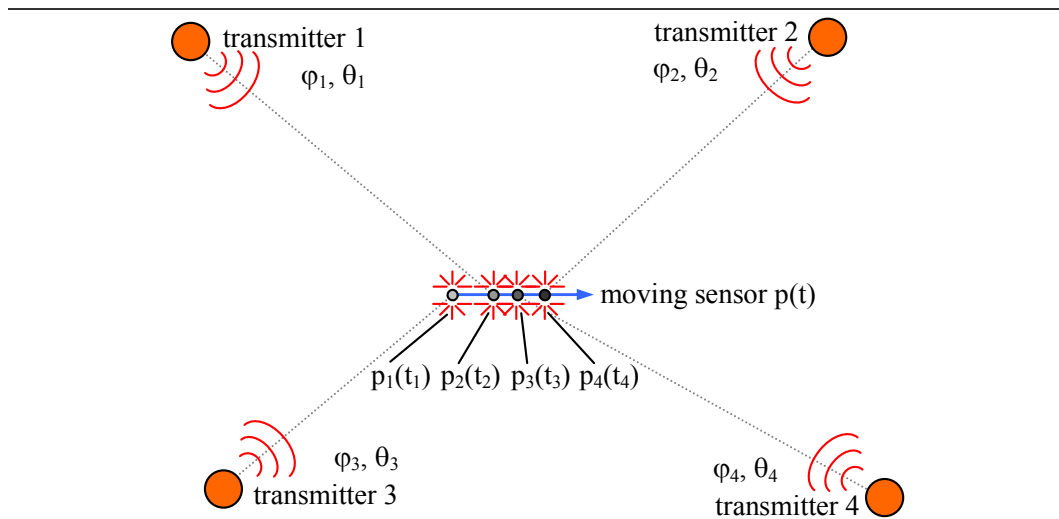 transmitter 1
φ₁, θ₁
transmitter 2
φ₂, θ₂
moving sensor p(t)
p₁(t₁) p₂(t₂) p₃(t₃) p₄(t₄)
φ₃, θ₃
transmitter 3
φ₄, θ₄
transmitter 4